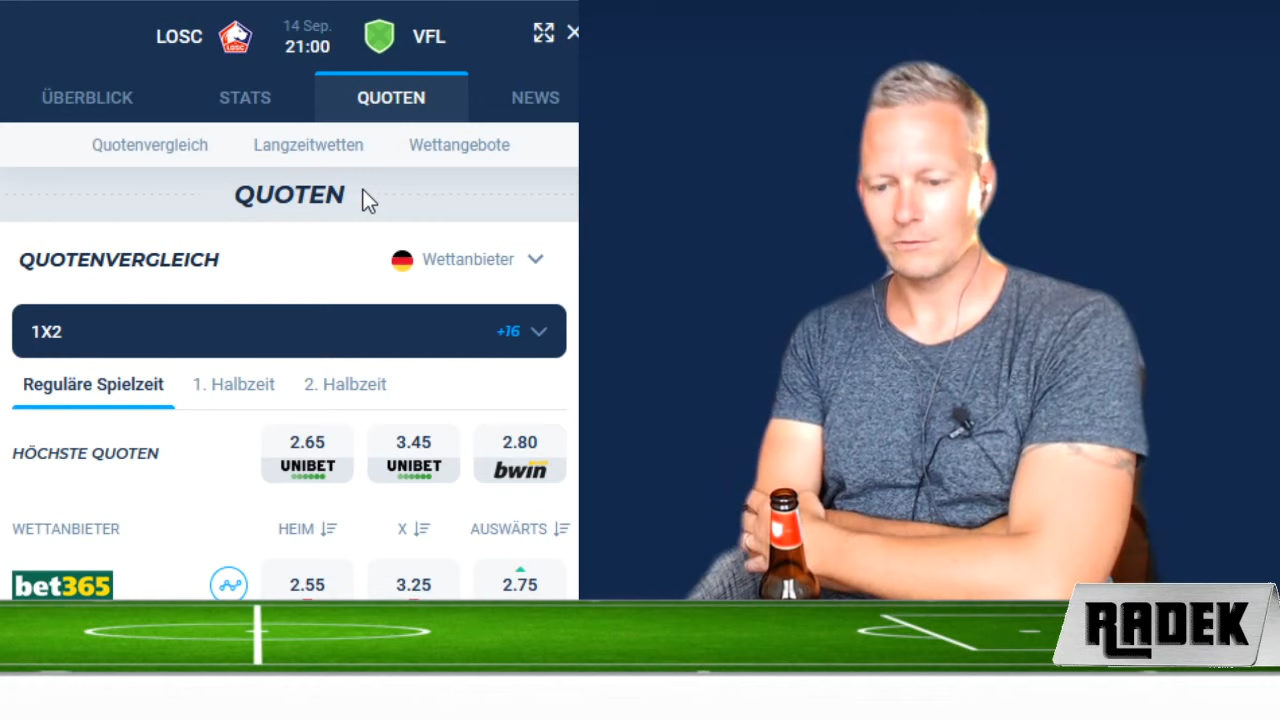 LOSC
LOSC
14 Sep.
21:00
VFL
ÜBERBLICK
STATS
QUOTEN
NEWS
Quotenvergleich
Langzeitwetten
Wettangebote
QUOTEN
QUOTENVERGLEICH
Wettanbieter
1X2
+16
Reguläre Spielzeit
1. Halbzeit
2. Halbzeit
HÖCHSTE QUOTEN
2.65
UNIBET
3.45
UNIBET
2.80
bwin
WETTANBIETER
HEIM
X
AUSWÄRTS
bet365
2.55
3.25
2.75
RADEK